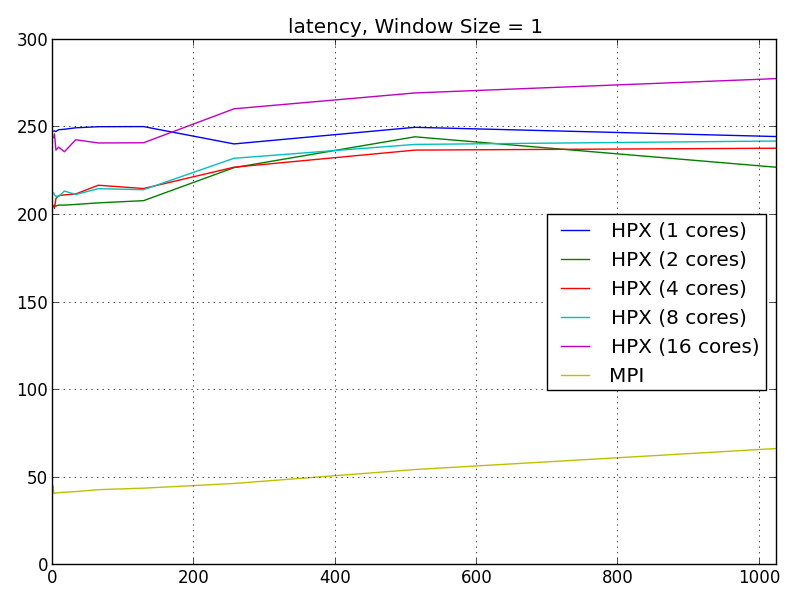 latency, Window Size = 1
300
250
200
150
100
50
0
0 200 400 600 800 1000
HPX (1 cores)
HPX (2 cores)
HPX (4 cores)
HPX (8 cores)
HPX (16 cores)
MPI